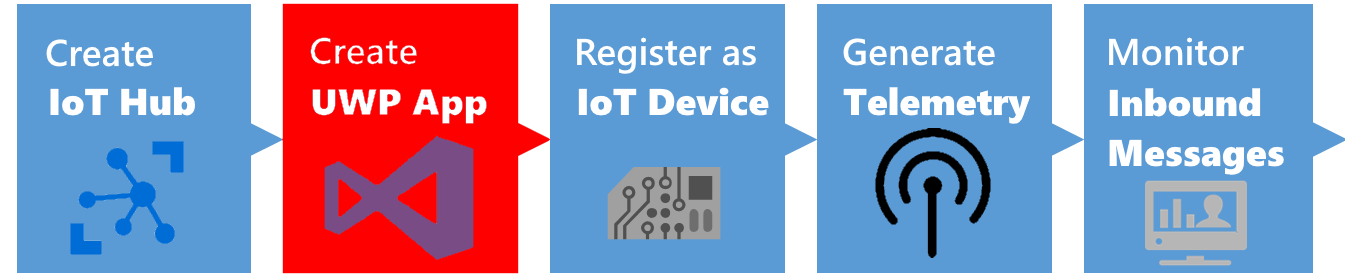 Create
IoT Hub
Create
UWP App
Register as
IoT Device
Generate
Telemetry
Monitor
Inbound
Messages